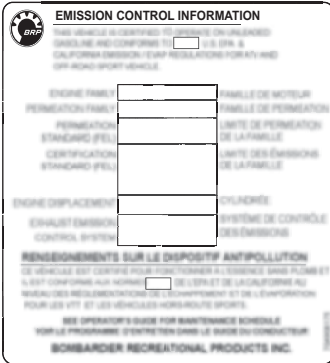 BRP
EMISSION CONTROL INFORMATION
THIS VEHICLE IS CERTIFIED TO OPERATE ON UNLEADED
GASOLINE AND CONFORMS TO U.S. EPA &
CALIFORNIA EMISSION / EVAP REGULATIONS FOR ATV AND
OFF-ROAD SPORT VEHICLE.
ENGINE FAMILY FAMILLE DE MOTEUR
PERMEATION FAMILY FAMILLE DE PERMEATION
PERMEATION LIMITE DE PERMEATION
STANDARD (FEL) DE LA FAMILLE
CERTIFICATION LIMITE DES ÉMISSIONS
STANDARD (FEL) DE LA FAMILLE
ENGINE DISPLACEMENT CYLINDRÉE
EXHAUST EMISSION SYSTÈME DE CONTRÔLE
CONTROL SYSTEM DES ÉMISSIONS
RENSEIGNEMENTS SUR LE DISPOSITIF ANTIPOLLUTION
CE VÉHICULE EST CERTIFIÉ POUR FONCTIONNER À L'ESSENCE SANS PLOMB ET
IL EST CONFORME AUX NORMES DE L'EPA ET DE LA CALIFORNIE AU
NIVEAU DES RÉGLEMENTATIONS DE L'ÉCHAPPEMENT ET DE L'ÉVAPORATION
POUR LES VTT ET LES VÉHICULES HORS-ROUTE SPORTS.
SEE OPERATOR'S GUIDE FOR MAINTENANCE SCHEDULE
VOIR LE PROGRAMME D'ENTRETIEN DANS LE GUIDE DU CONDUCTEUR
BOMBARDIER RECREATIONAL PRODUCTS INC.